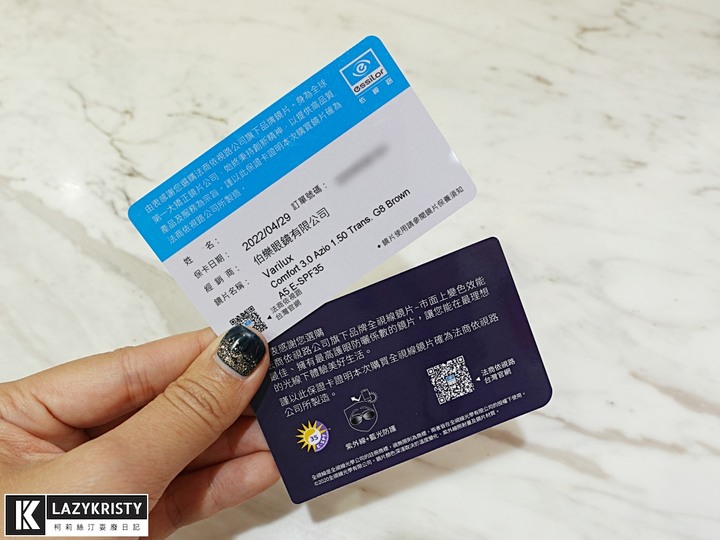 essilor
依視路
由衷感謝您選購法商依視路公司旗下品牌鏡片。身為全球
第一大矯正鏡片公司,始終秉持創新精神,以提供高品質
產品及服務為宗旨,謹以此保證卡證明本次購買鏡片確為
法商依視路公司所製造。
姓　　名:
訂單號碼:
保卡日期: 2022/04/29
經 銷 商: 伯樂眼鏡有限公司
鏡片名稱: Varilux
Comfort 3.0 Azio 1.50 Trans. G8 Brown
A5 E-SPF35
法商依視路
台灣官網
• 鏡片使用請參閱鏡片保養須知
衷感謝您選購
商依視路公司旗下品牌全視線鏡片-市面上變色效能
最佳、擁有最高護眼防曬係數的鏡片,讓您能在最理想
的光線下體驗美好生活。
謹以此保證卡證明本次購買全視線鏡片確為法商依視路
公司所製造。
法商依視路
台灣官網
35
E-SPF
紫外線+藍光防護
K
LAZYKRISTY
柯莉絲汀耍廢日記